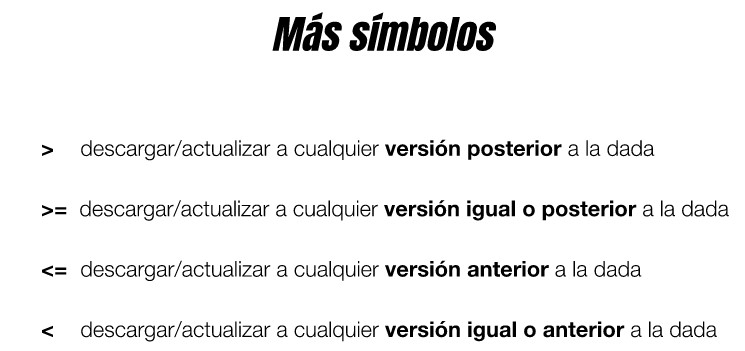 Más símbolos
> descargar/actualizar a cualquier versión posterior a la dada
>= descargar/actualizar a cualquier versión igual o posterior a la dada
<= descargar/actualizar a cualquier versión anterior a la dada
< descargar/actualizar a cualquier versión igual o anterior a la dada